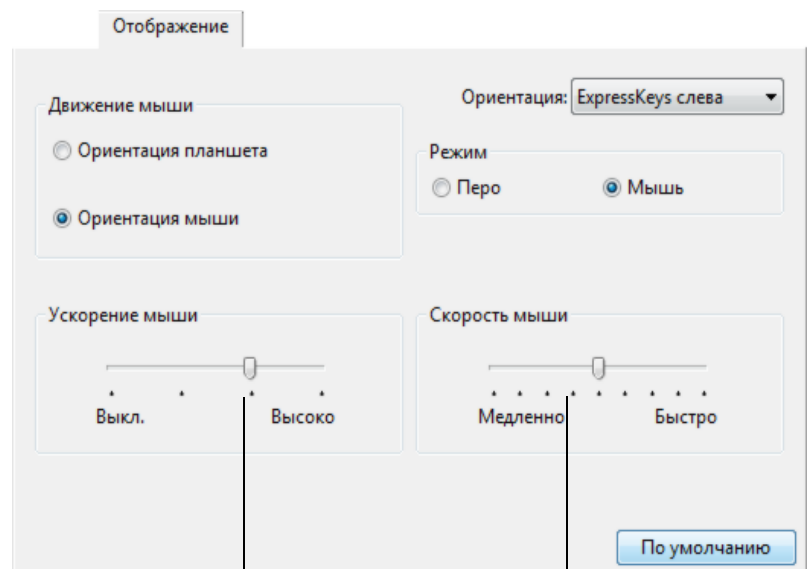 Отображение
Ориентация: ExpressKeys слева
Движение мыши
Ориентация планшета
Ориентация мыши
Режим
Перо Мышь
Ускорение мыши
Выкл. Высоко
Скорость мыши
Медленно Быстро
По умолчанию